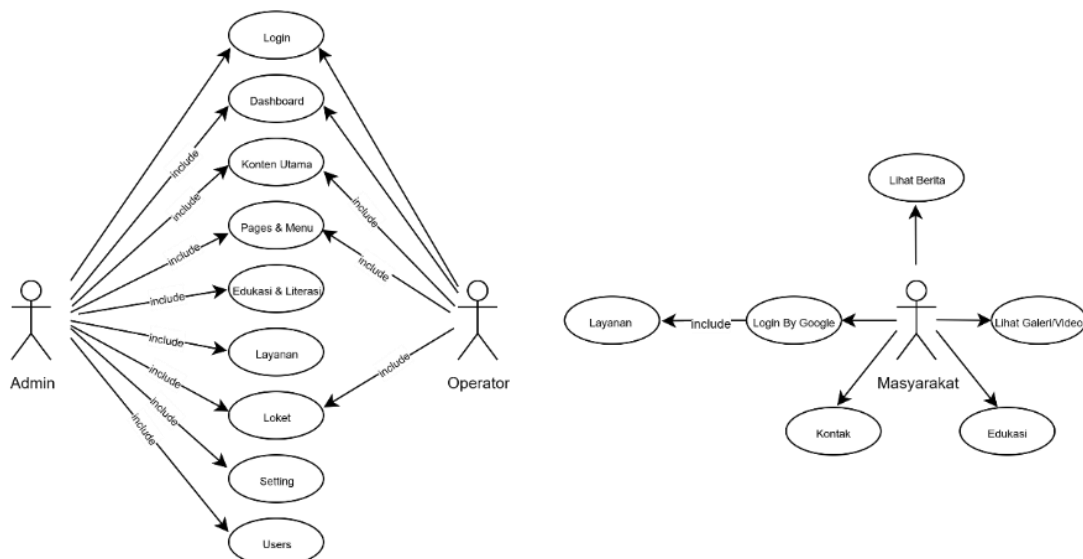 Login
Dashboard
include
Konten Utama
include
include
Pages & Menu
include
include
Edukasi & Literasi
include
Admin
Operator
include
Layanan
include
include
Loket
include
Setting
include
Users
Lihat Berita
Layanan
include
Login By Google
Lihat Galeri/Video
Masyarakat
Kontak
Edukasi